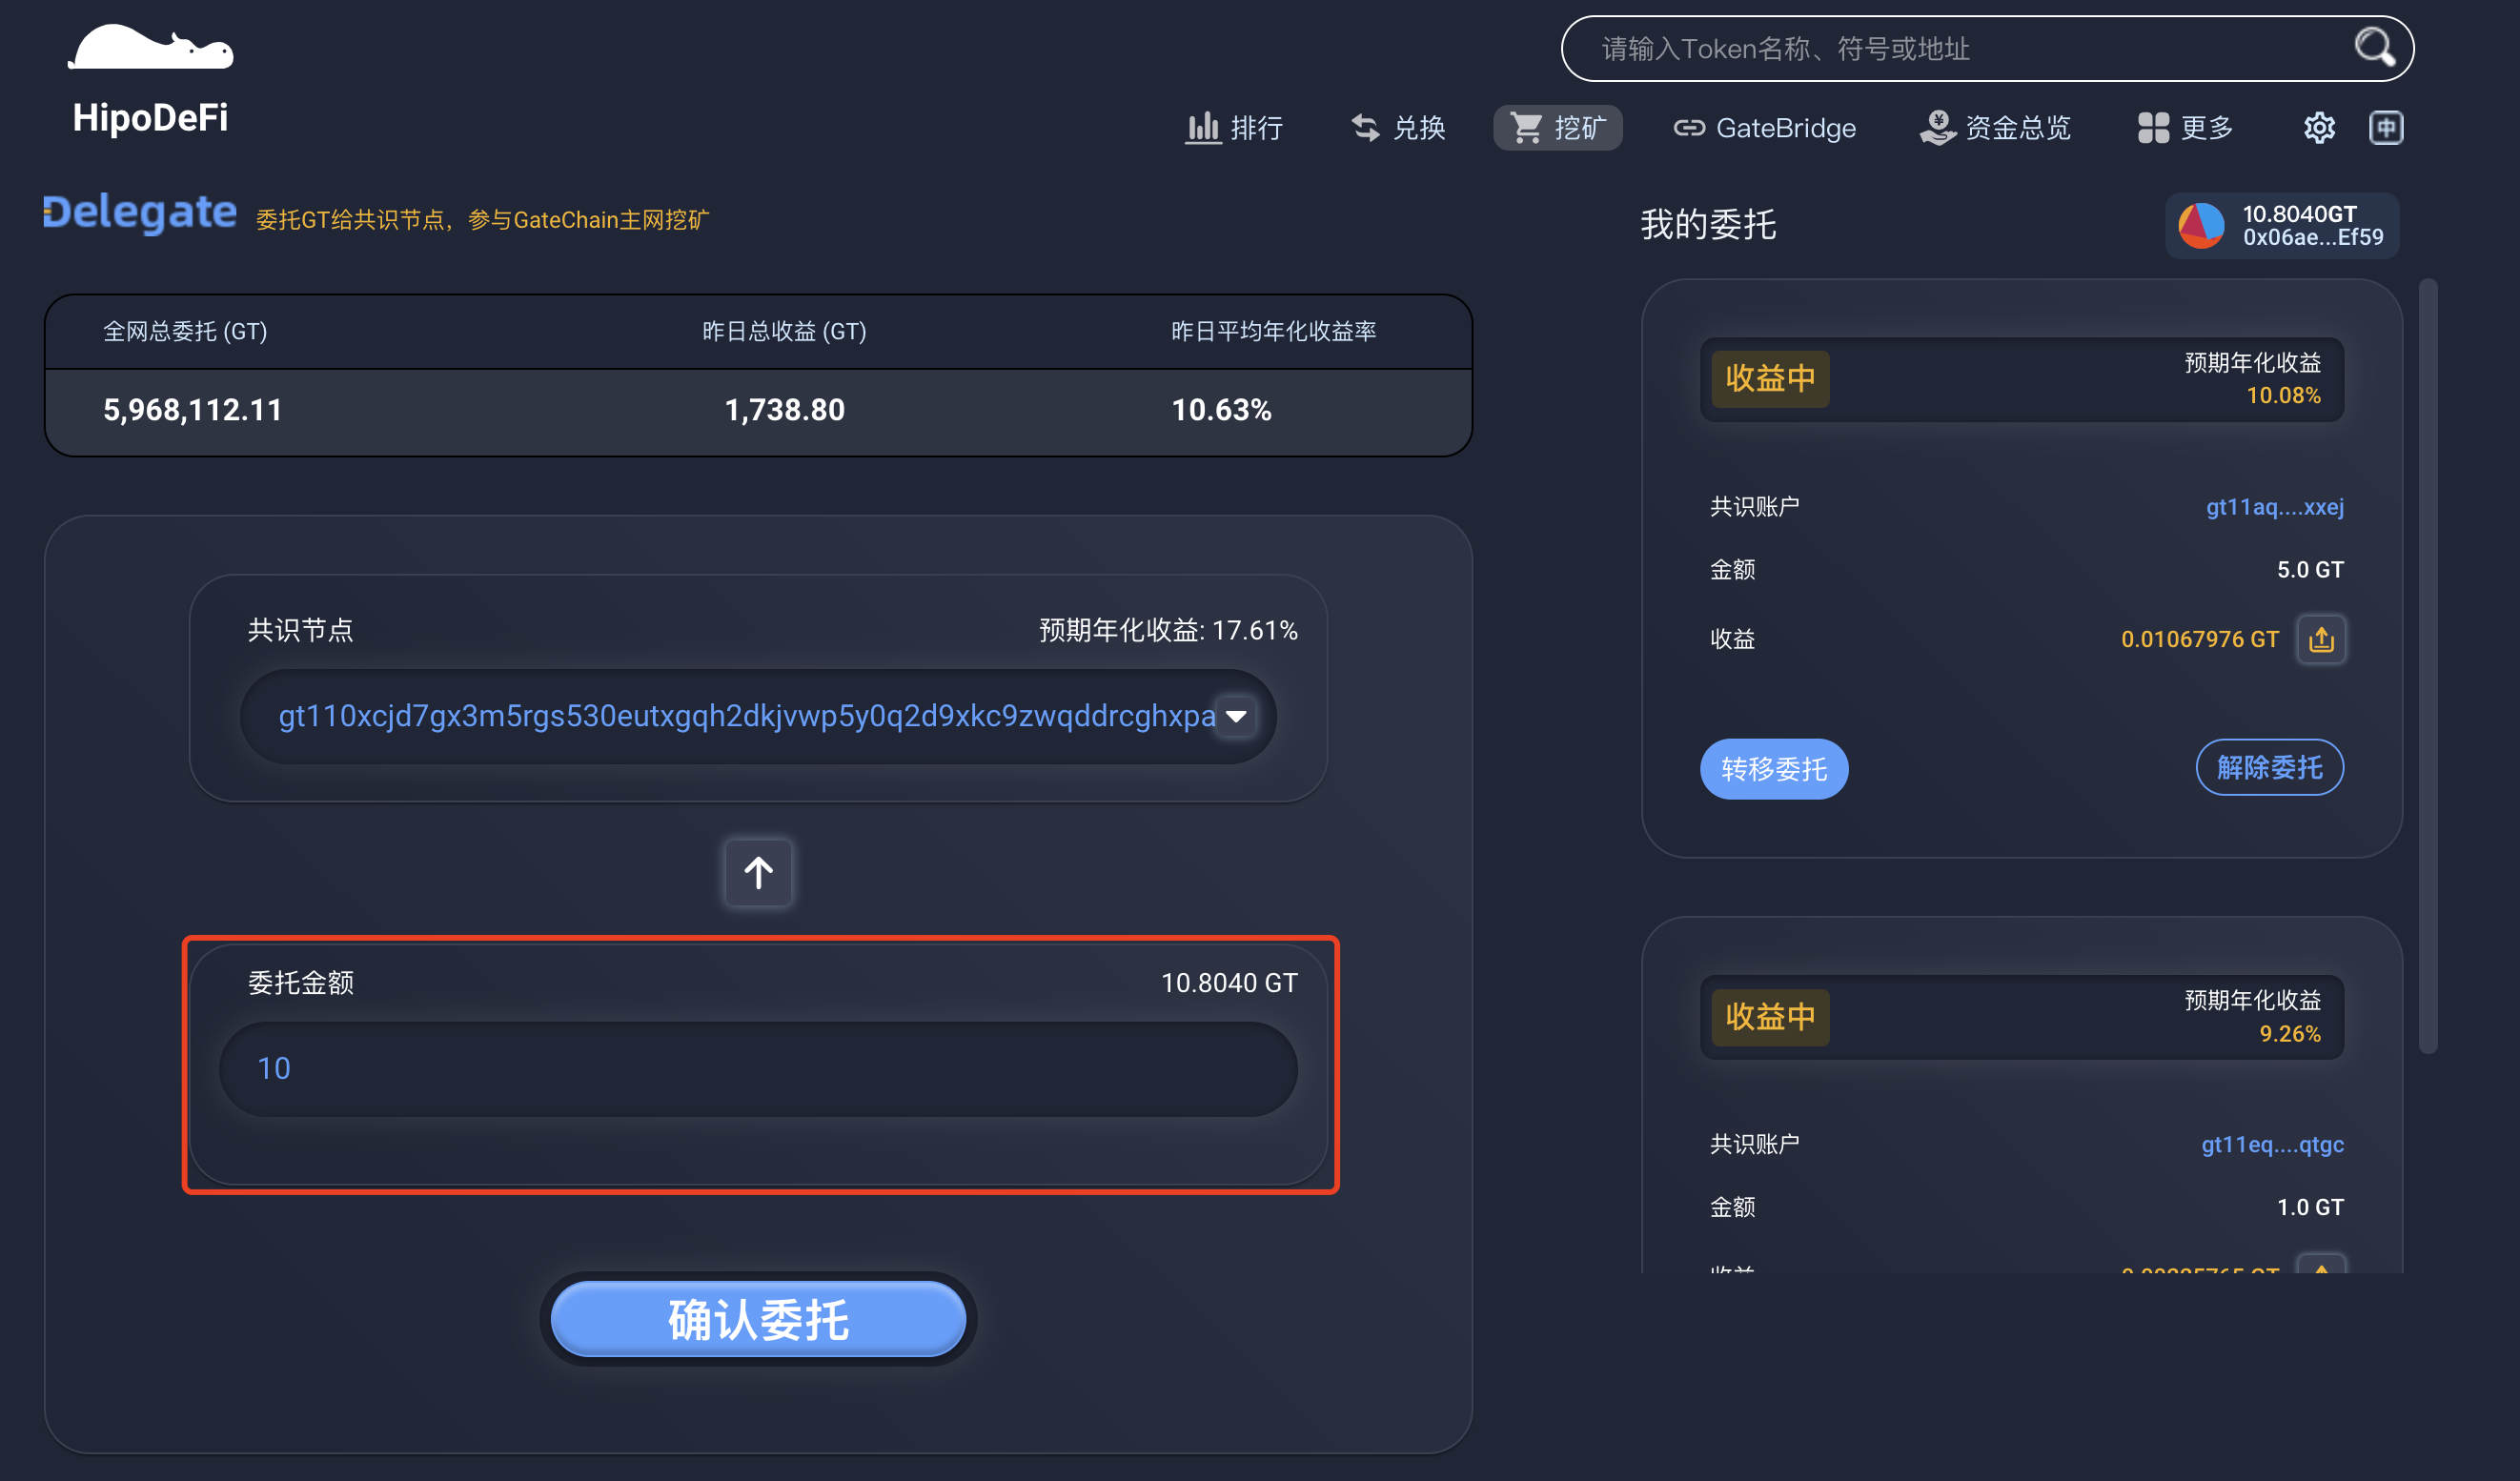 HipoDeFi
请输入Token名称、符号或地址
排行
兑换
挖矿
GateBridge
资金总览
更多
中
Delegate
委托GT给共识节点，参与GateChain主网挖矿
全网总委托 (GT)
昨日总收益 (GT)
昨日平均年化收益率
5,968,112.11
1,738.80
10.63%
共识节点
预期年化收益: 17.61%
gt110xcjd7gx3m5rgs530eutxgqh2dkjvwp5y0q2d9xkc9zwqddrcghxpa
委托金额
10.8040 GT
10
确认委托
我的委托
10.8040GT
0x06ae...Ef59
收益中
预期年化收益
10.08%
共识账户
gt11aq....xxej
金额
5.0 GT
收益
0.01067976 GT
转移委托
解除委托
收益中
预期年化收益
9.26%
共识账户
gt11eq....qtgc
金额
1.0 GT